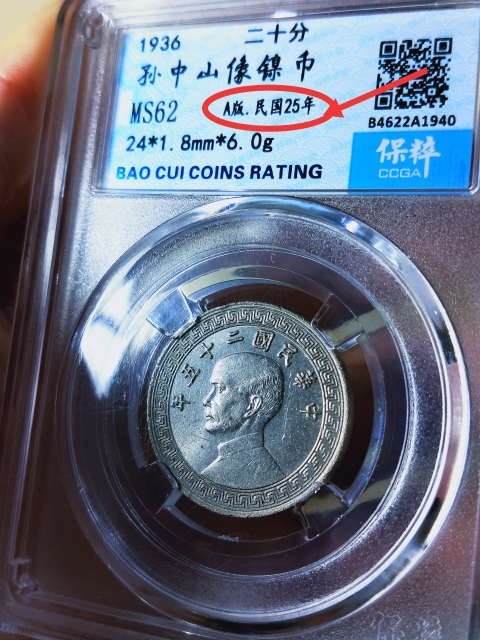 1936 二十分
孙中山像镍币
MS62 A版.民国25年
B4622A1940
24*1.8mm*6.0g
保粹
CCGA
BAO CUI COINS RATING
年五十二國民華中